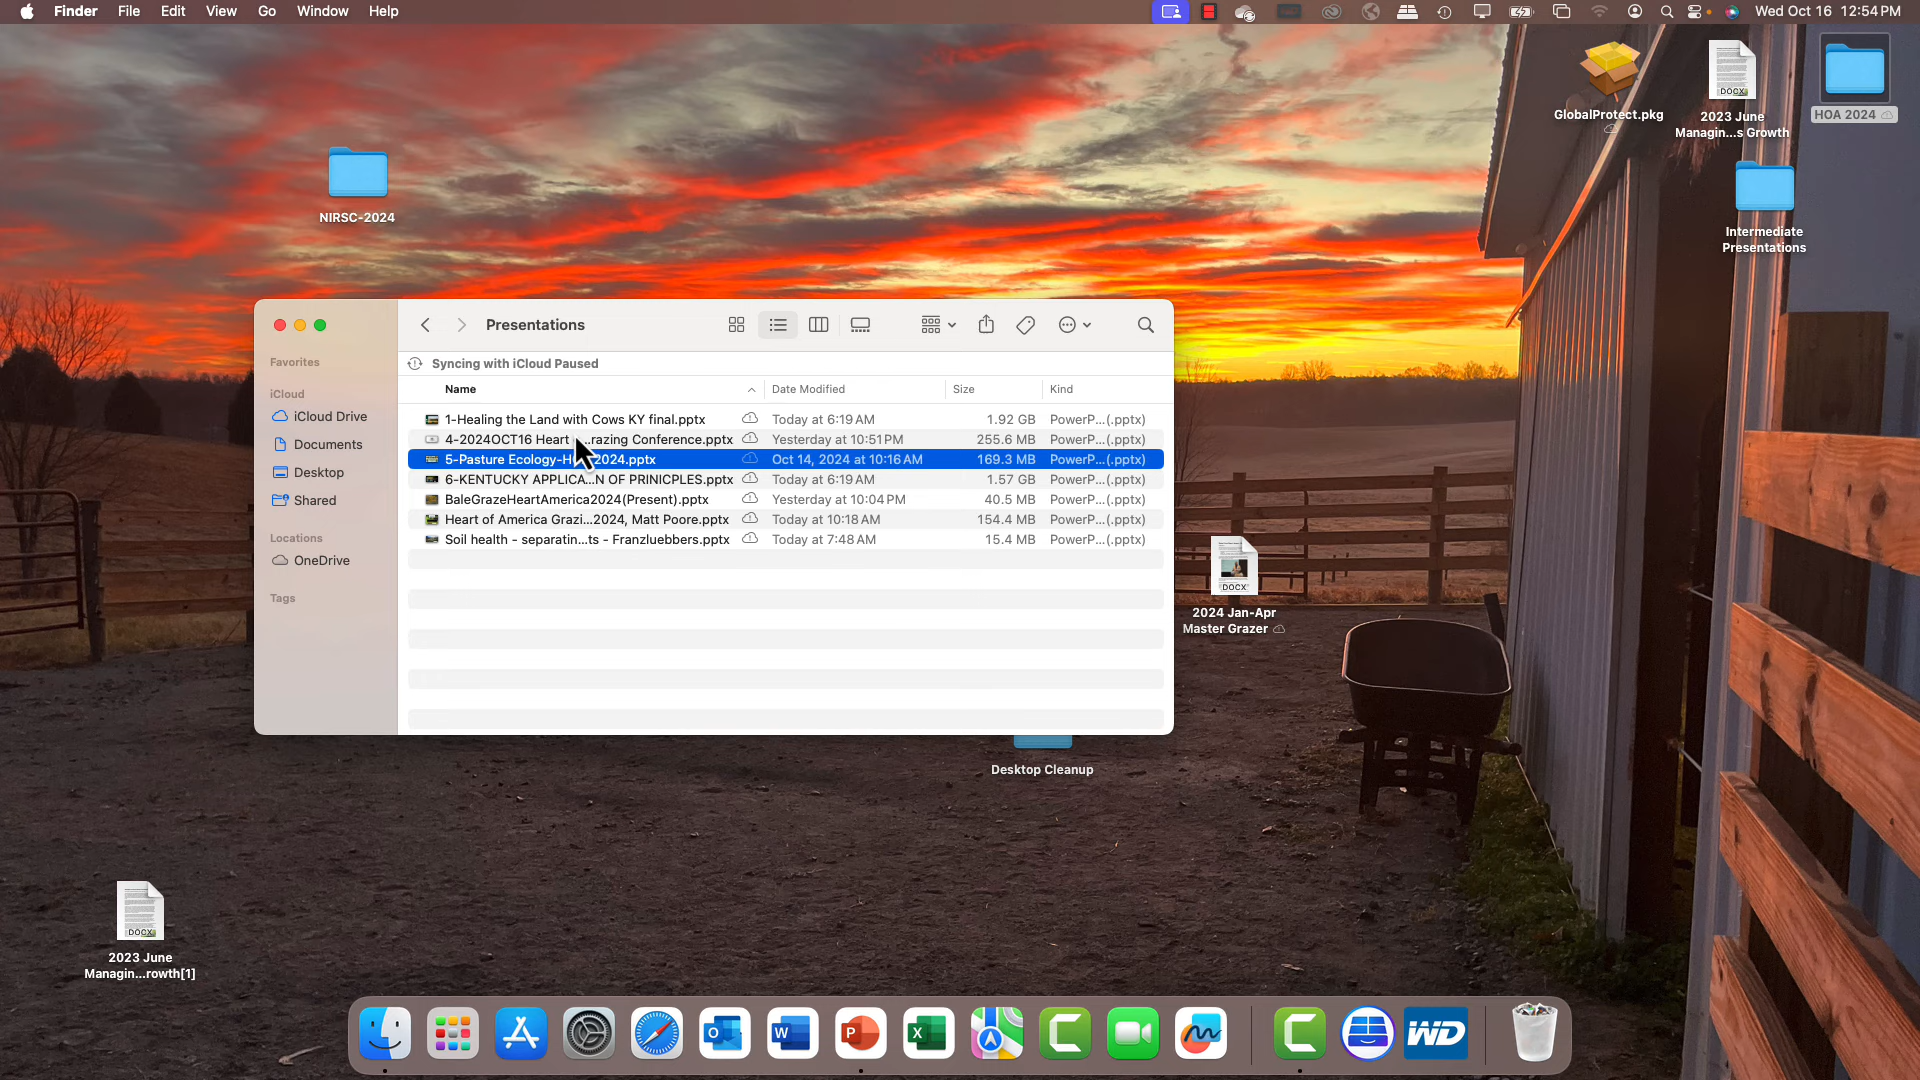 Finder File Edit View Go Window Help
Wed Oct 16 12:54 PM
GlobalProtect.pkg
DOCX
2023 June
Managin...s Growth
HOA 2024
NIRSC-2024
Intermediate
Presentations
Presentations
Favorites
iCloud
iCloud Drive
Documents
Desktop
Shared
Locations
OneDrive
Tags
Syncing with iCloud Paused
Name Date Modified Size Kind
1-Healing the Land with Cows KY final.pptx Today at 6:19 AM 1.92 GB PowerP...(.pptx)
4-2024OCT16 Heart ...razing Conference.pptx Yesterday at 10:51 PM 255.6 MB PowerP...(.pptx)
5-Pasture Ecology-H 2024.pptx Oct 14, 2024 at 10:16 AM 169.3 MB PowerP...(.pptx)
6-KENTUCKY APPLICA...N OF PRINICPLES.pptx Today at 6:19 AM 1.57 GB PowerP...(.pptx)
BaleGrazeHeartAmerica2024(Present).pptx Yesterday at 10:04 PM 40.5 MB PowerP...(.pptx)
Heart of America Grazi...2024, Matt Poore.pptx Today at 10:18 AM 154.4 MB PowerP...(.pptx)
Soil health - separatin...ts - Franzluebbers.pptx Today at 7:48 AM 15.4 MB PowerP...(.pptx)
DOCX
2024 Jan-Apr
Master Grazer
Desktop Cleanup
DOCX
2023 June
Managin...rowth[1]
O W P X WD